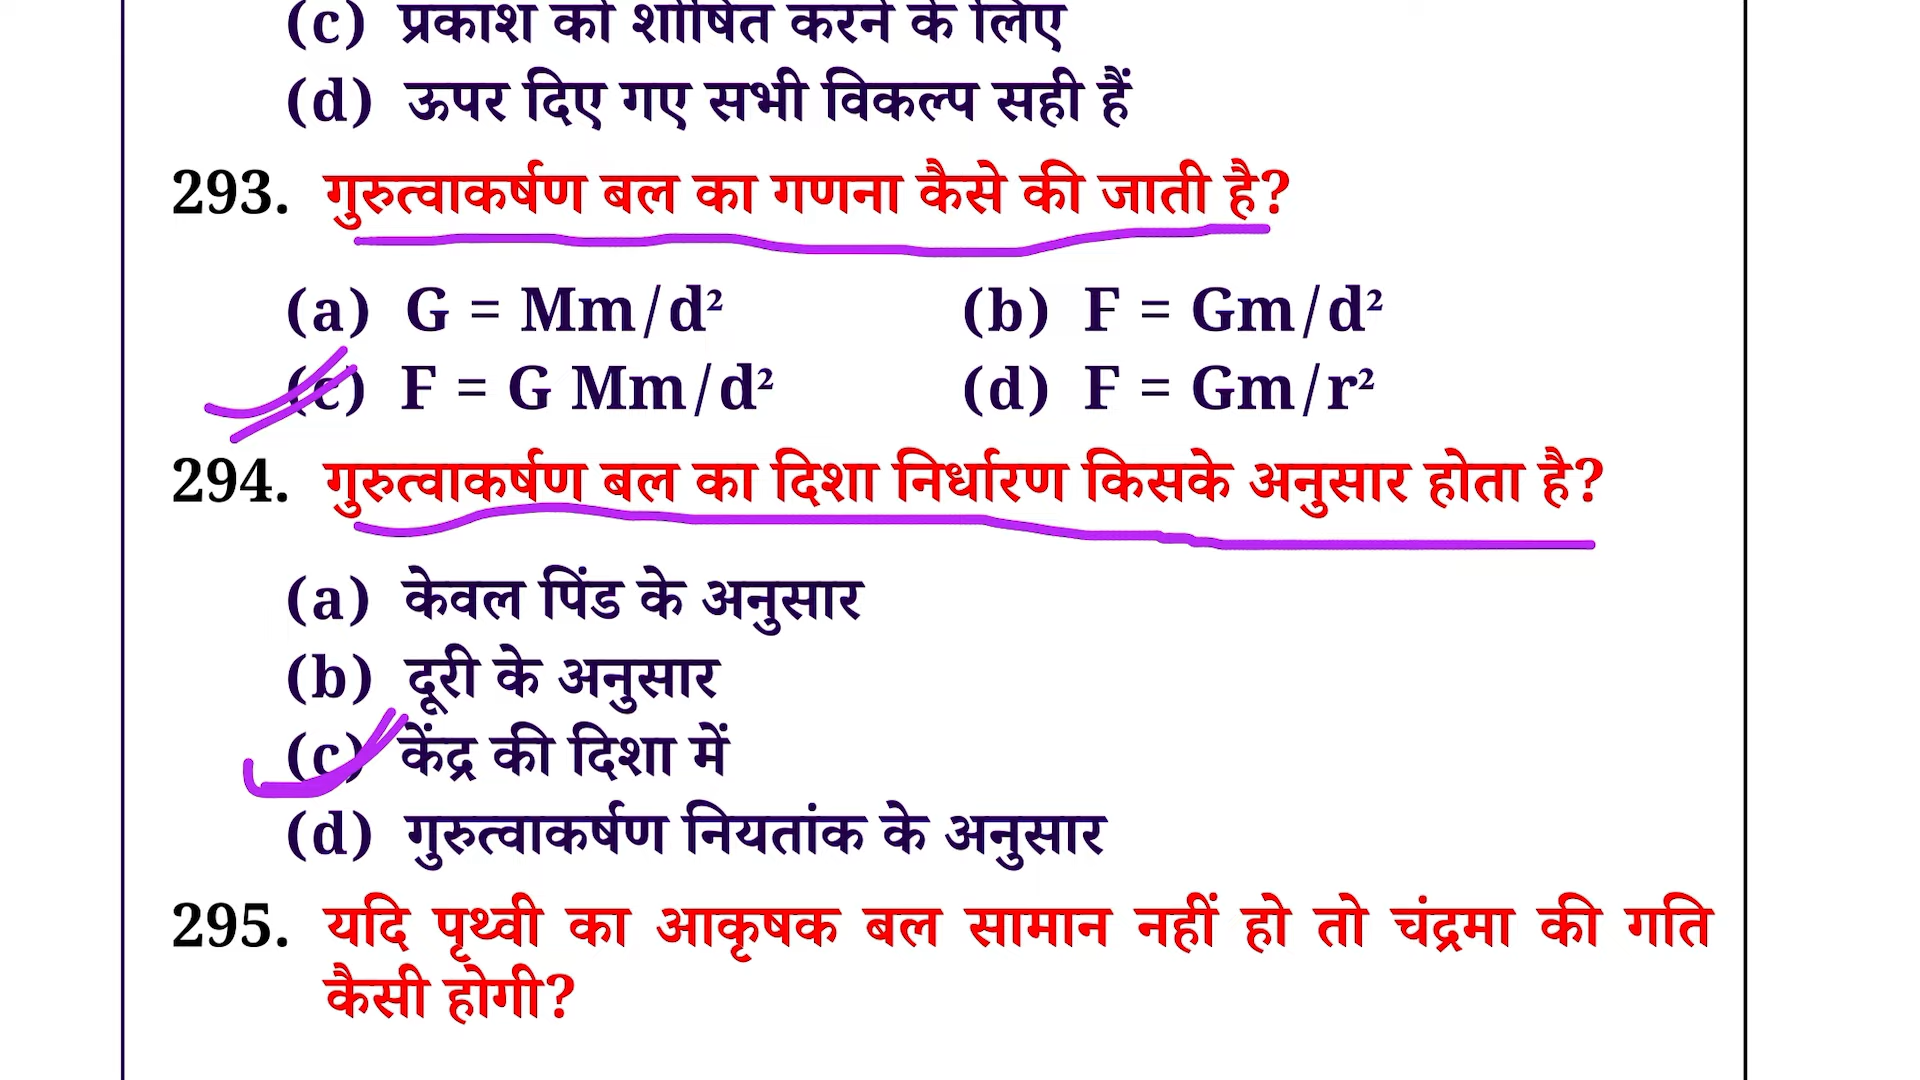 (c) प्रकाश को शोषित करने के लिए
(d) ऊपर दिए गए सभी विकल्प सही हैं
293. गुरुत्वाकर्षण बल का गणना कैसे की जाती है?
(a) G = Mm/d² (b) F = Gm/d²
(c) F = G Mm/d² (d) F = Gm/r²
294. गुरुत्वाकर्षण बल का दिशा निर्धारण किसके अनुसार होता है?
(a) केवल पिंड के अनुसार
(b) दूरी के अनुसार
(c) केंद्र की दिशा में
(d) गुरुत्वाकर्षण नियतांक के अनुसार
295. यदि पृथ्वी का आकृषक बल सामान नहीं हो तो चंद्रमा की गति
कैसी होगी?